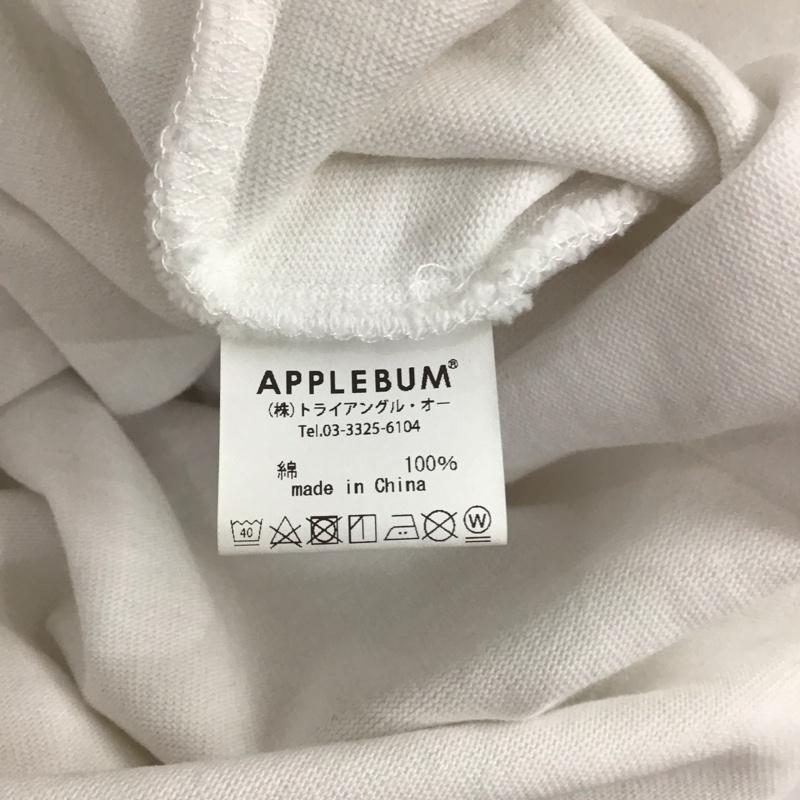 APPLEBUM®
(株)トライアングル・オー
Tel.03-3325-6104
綿 100%
made in China
40 W